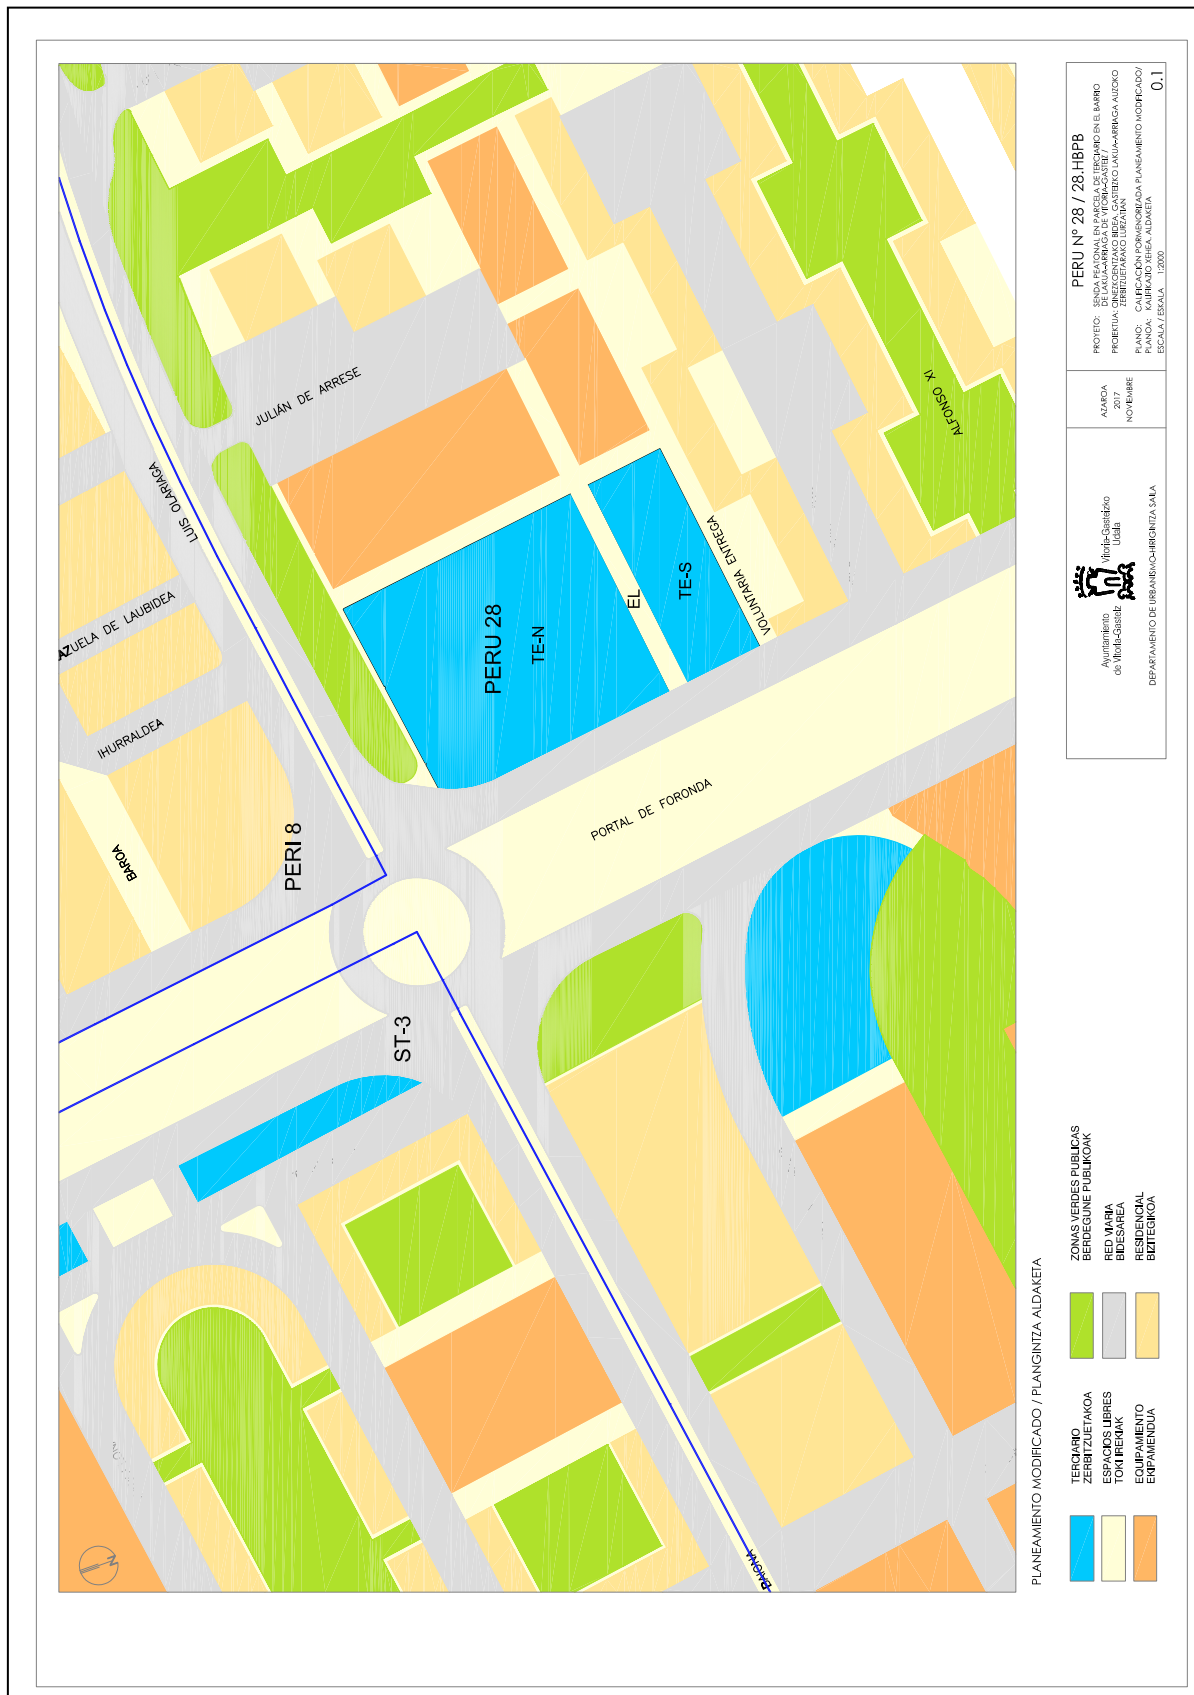 PERU Nº 28 / 28.HBPB
PROYETO: SENDA PEATONAL EN PARCELA DE TERCIARIO EN EL BARRIO
DE LAKUA-ARRIAGA DE VITORIA-GASTEIZ /
PROIEKTUA: OINEZKOENTZAKO BIDEA, GASTEIZKO LAKUA-ARRIAGA AUZOKO
ZERBITZUETARAKO LURZATIAN
PLANO: CALIFICACIÓN PORMENORIZADA PLANEAMIENTO MODIFICADO/
PLANOA: KALIFIKAZIO XEHEA. ALDAKETA
ESCALA / ESKALA 1:2000
0.1
AZAROA
2017
NOVIEMBRE
Ayuntamiento
de Vitoria-Gasteiz
Vitoria-Gasteizko
Udala
DEPARTAMENTO DE URBANISMO-HIRIGINTZA SAILA
LUIS OLARIAGA
JULIÁN DE ARRESE
AZUELA DE LAUBIDEA
IHURRALDEA
BAROA
PERI 8
PERU 28
TE-N
EL
TE-S
VOLUNTARIA ENTREGA
ALFONSO XI
PORTAL DE FORONDA
ST-3
BAIONA
N
PLANEAMIENTO MODIFICADO / PLANGINTZA ALDAKETA
TERCIARIO
ZERBITZUETAKOA
ESPACIOS LIBRES
TOKI IREKIAK
EQUIPAMIENTO
EKIPAMENDUA
ZONAS VERDES PUBLICAS
BERDEGUNE PUBLIKOAK
RED VIARIA
BIDESAREA
RESIDENCIAL
BIZITEGIKOA